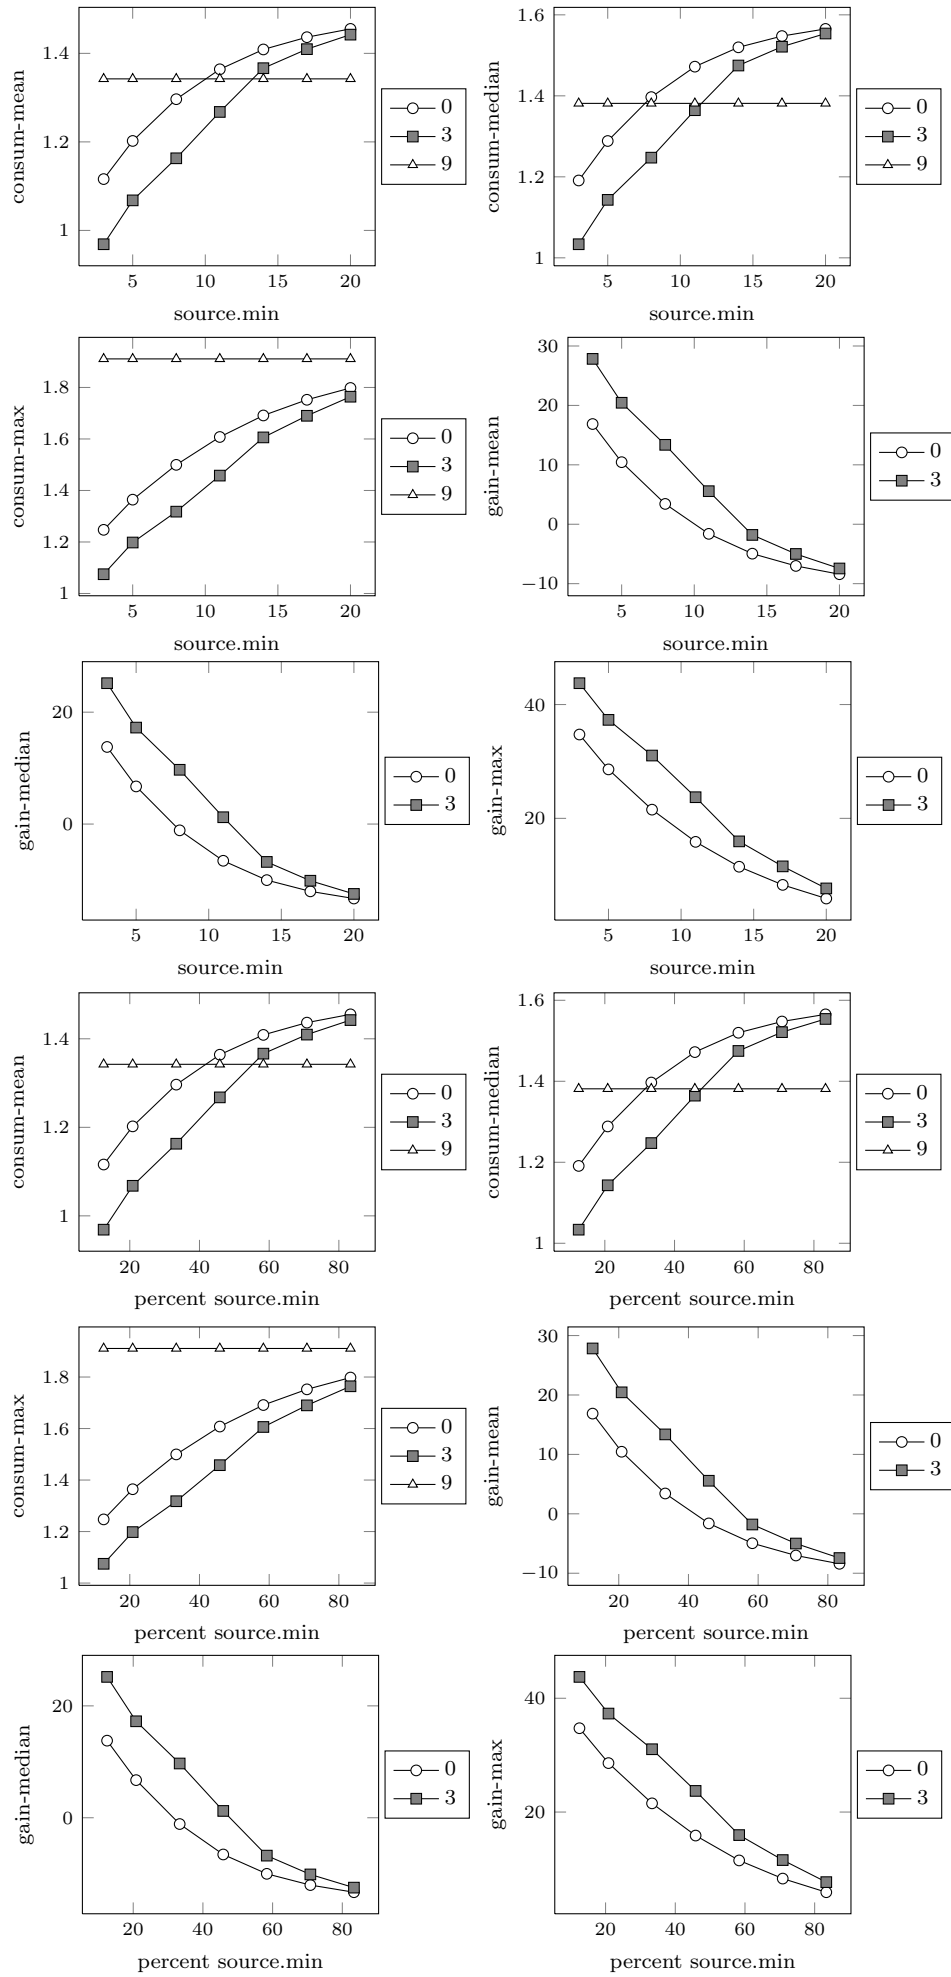 consum-mean
1.4
1.2
1
5 10 15 20
source.min
0
3
9
consum-median
1.6
1.4
1.2
1
5 10 15 20
source.min
0
3
9
consum-max
1.8
1.6
1.4
1.2
1
5 10 15 20
source.min
0
3
9
gain-mean
30
20
10
0
−10
5 10 15 20
source.min
0
3
gain-median
20
0
5 10 15 20
source.min
0
3
gain-max
40
20
5 10 15 20
source.min
0
3
consum-mean
1.4
1.2
1
20 40 60 80
percent source.min
0
3
9
consum-median
1.6
1.4
1.2
1
20 40 60 80
percent source.min
0
3
9
consum-max
1.8
1.6
1.4
1.2
1
20 40 60 80
percent source.min
0
3
9
gain-mean
30
20
10
0
−10
20 40 60 80
percent source.min
0
3
gain-median
20
0
20 40 60 80
percent source.min
0
3
gain-max
40
20
20 40 60 80
percent source.min
0
3